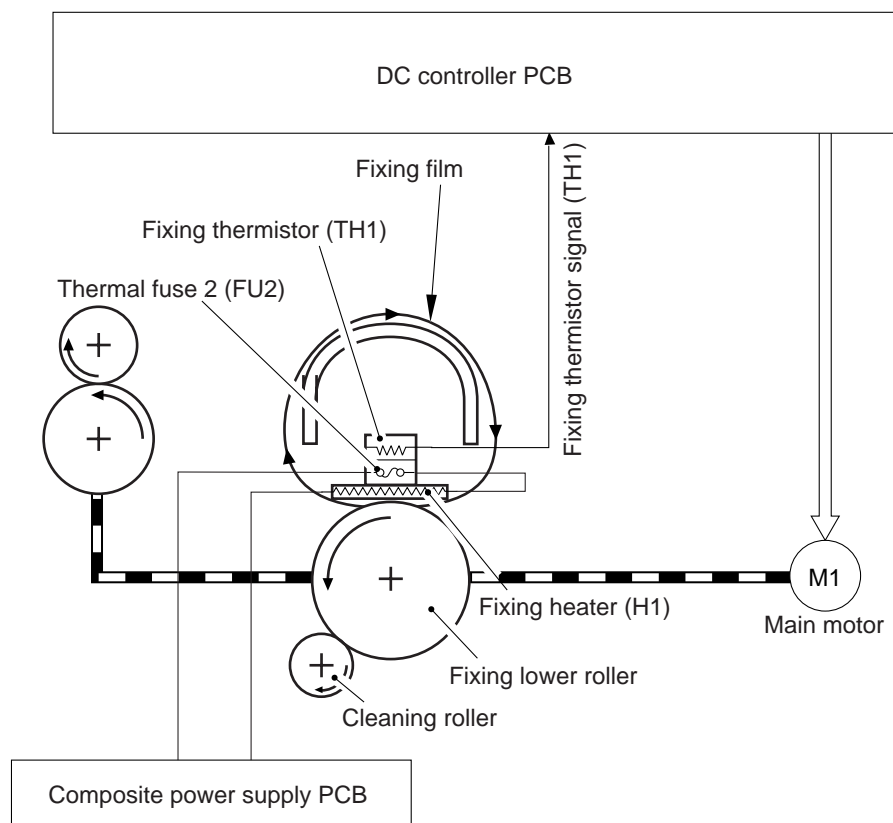 DC controller PCB
Fixing film
Fixing thermistor signal (TH1)
Fixing thermistor (TH1)
Thermal fuse 2 (FU2)
M1
Fixing heater (H1)
Main motor
Fixing lower roller
Cleaning roller
Composite power supply PCB